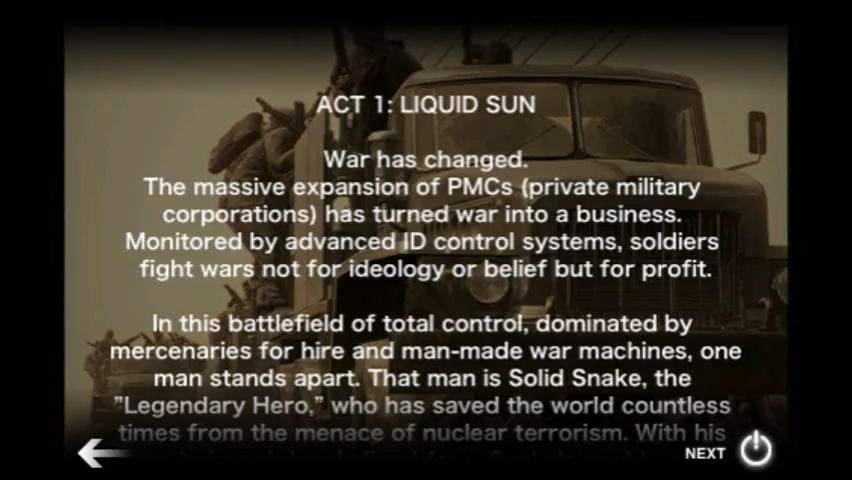 ACT 1: LIQUID SUN
War has changed.
The massive expansion of PMCs (private military
corporations) has turned war into a business.
Monitored by advanced ID control systems, soldiers
fight wars not for ideology or belief but for profit.
In this battlefield of total control, dominated by
mercenaries for hire and man-made war machines, one
man stands apart. That man is Solid Snake, the
"Legendary Hero," who has saved the world countless
times from the menace of nuclear terrorism. With his
NEXT